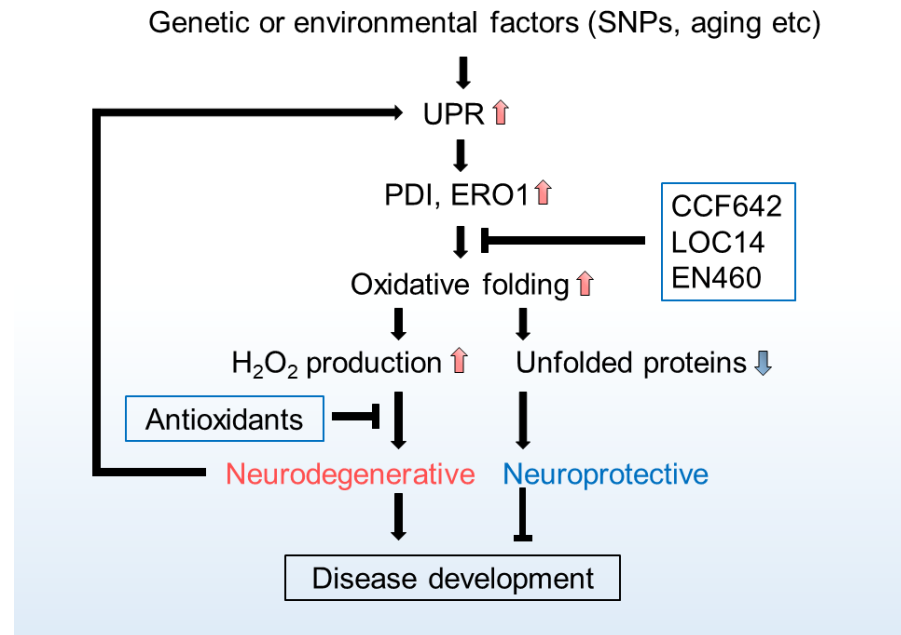 Genetic or environmental factors (SNPs, aging etc)
UPR
PDI, ERO1
CCF642
LOC14
EN460
Oxidative folding
H₂O₂ production
Unfolded proteins
Antioxidants
Neurodegenerative
Neuroprotective
Disease development